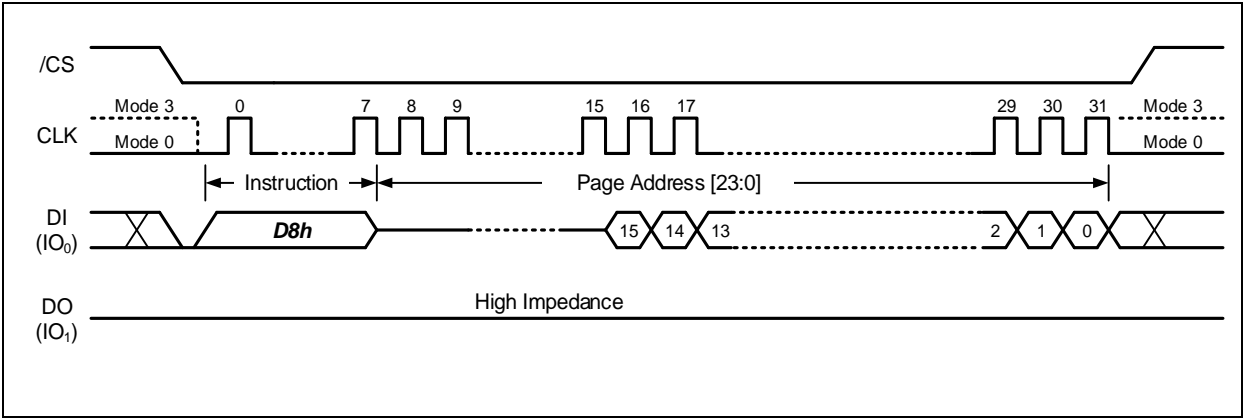 /CS
Mode 3 0 7 8 9 15 16 17 29 30 31 Mode 3
CLK
Mode 0 Mode 0
Instruction Page Address [23:0]
DI
(IO₀)
D8h 15 14 13 2 1 0
High Impedance
DO
(IO₁)